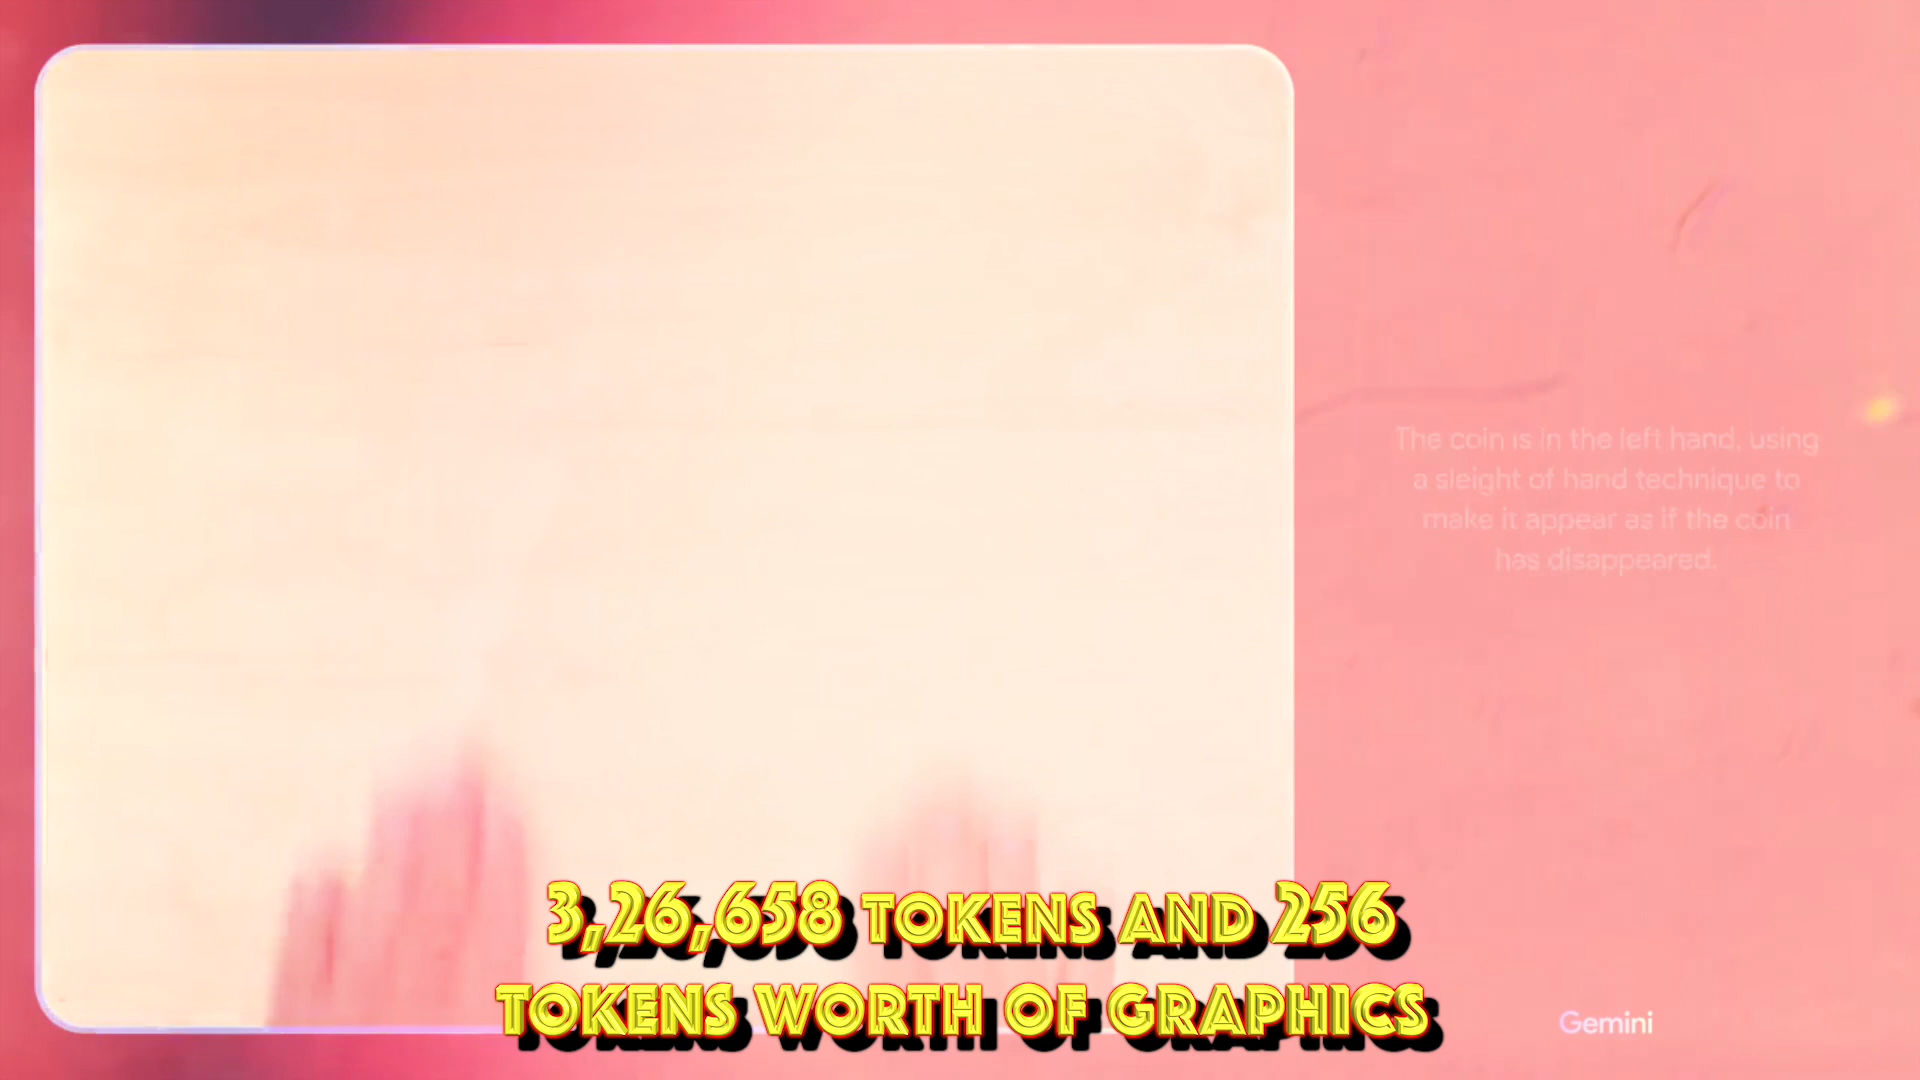 The coin is in the left hand, using
a sleight of hand technique to
make it appear as if the coin
has disappeared.
3,26,658 TOKENS AND 256
TOKENS WORTH OF GRAPHICS
Gemini